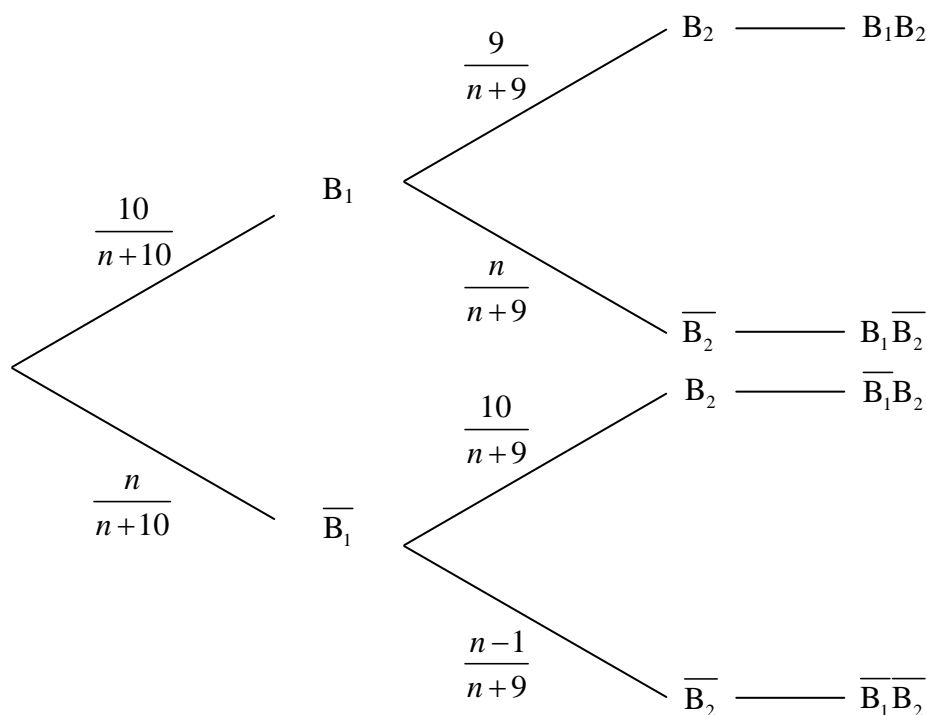 9/(n+9) B₂ B₁B₂
10/(n+10) B₁
n/(n+9) B̅₂ B₁B̅₂
10/(n+9) B₂ B̅₁B₂
n/(n+10) B̅₁
(n−1)/(n+9) B̅₂ B̅₁B̅₂